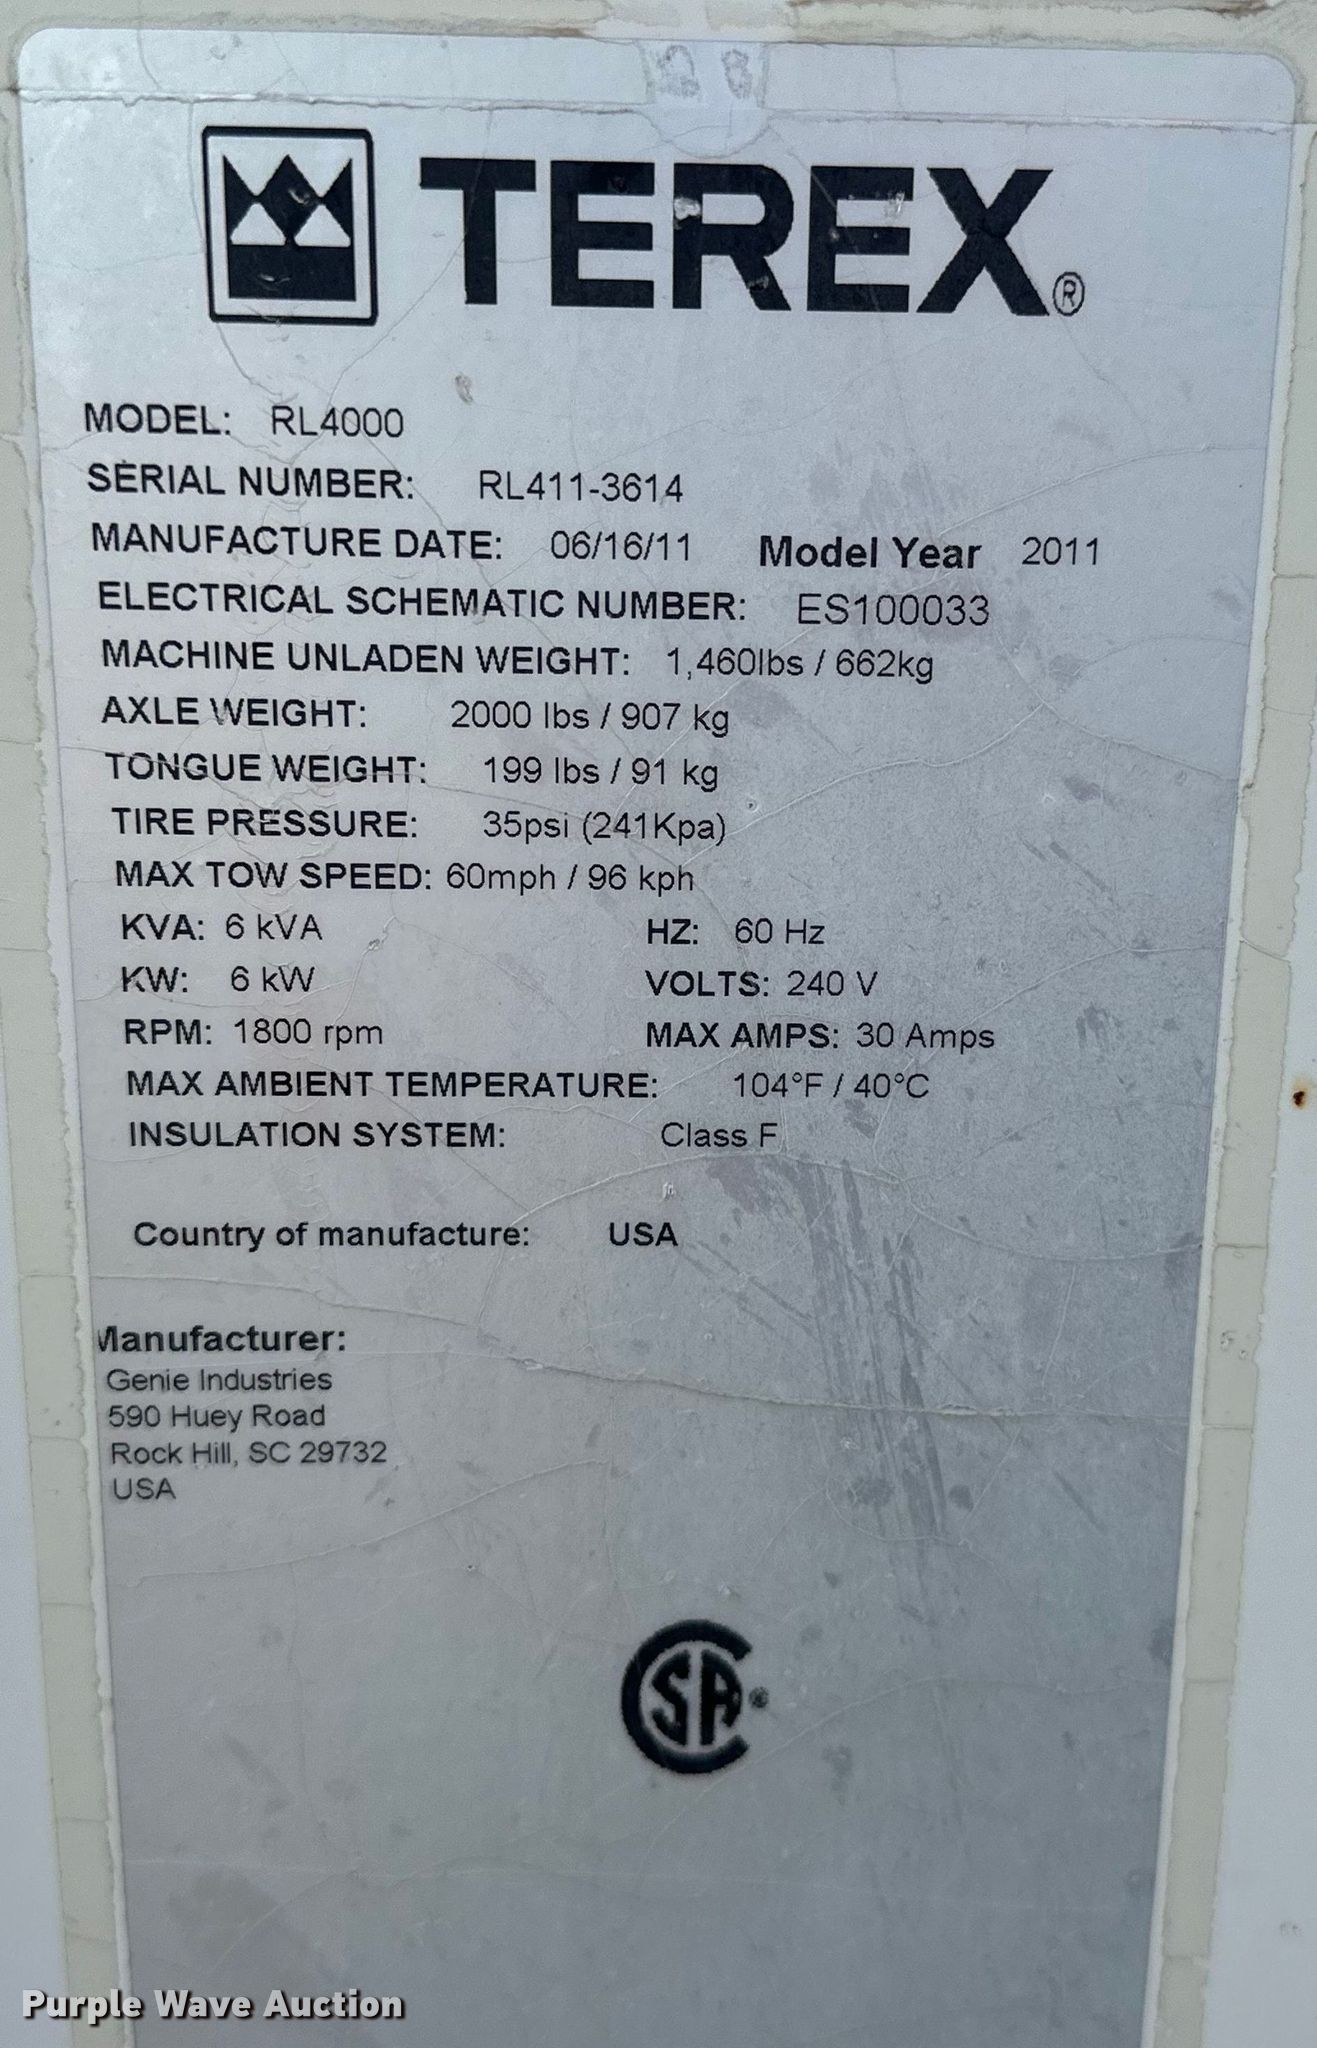 TEREX®
MODEL: RL4000
SERIAL NUMBER: RL411-3614
MANUFACTURE DATE: 06/16/11 Model Year 2011
ELECTRICAL SCHEMATIC NUMBER: ES100033
MACHINE UNLADEN WEIGHT: 1,460lbs / 662kg
AXLE WEIGHT: 2000 lbs / 907 kg
TONGUE WEIGHT: 199 lbs / 91 kg
TIRE PRESSURE: 35psi (241Kpa)
MAX TOW SPEED: 60mph / 96 kph
KVA: 6 kVA HZ: 60 Hz
KW: 6 kW VOLTS: 240 V
RPM: 1800 rpm MAX AMPS: 30 Amps
MAX AMBIENT TEMPERATURE: 104°F / 40°C
INSULATION SYSTEM: Class F
Country of manufacture: USA
Manufacturer:
Genie Industries
590 Huey Road
Rock Hill, SC 29732
USA
CSA®
Purple Wave Auction